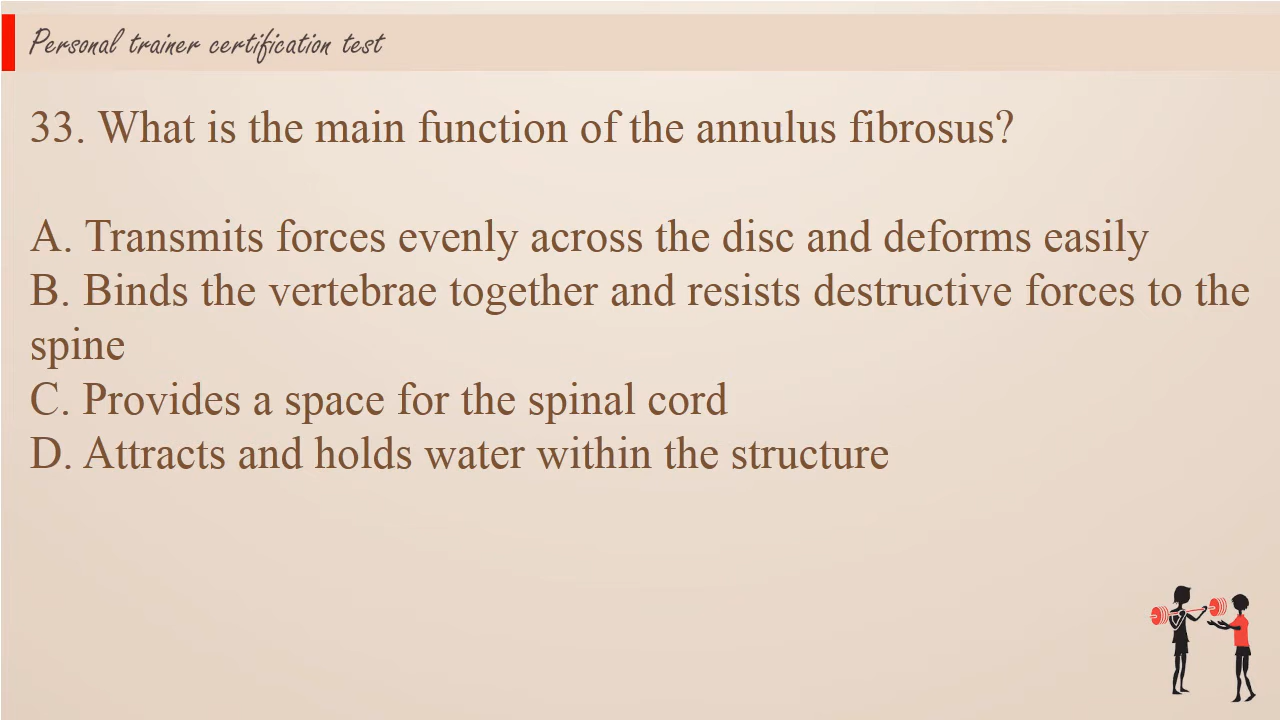 Personal trainer certification test
33. What is the main function of the annulus fibrosus?
A. Transmits forces evenly across the disc and deforms easily
B. Binds the vertebrae together and resists destructive forces to the
spine
C. Provides a space for the spinal cord
D. Attracts and holds water within the structure